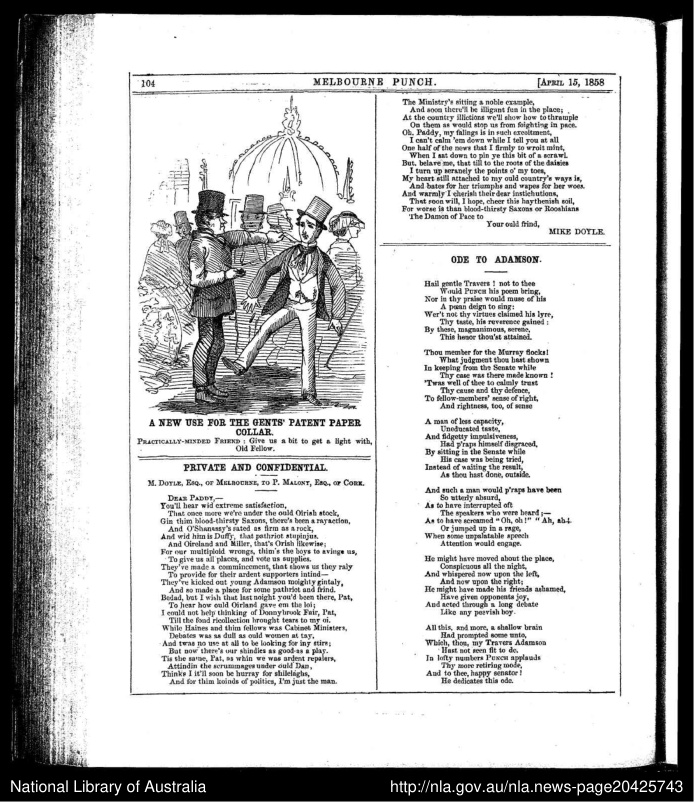 104
MELBOURNE PUNCH.
[APRIL 15, 1858
A NEW USE FOR THE GENTS' PATENT PAPER
COLLAR.
PRACTICALLY-MINDED FRIEND : Give us a bit to get a light with,
Old Fellow.
PRIVATE AND CONFIDENTIAL.
M. DOYLE, ESQ., OF MELBOURNE, TO P. MALONY, ESQ., OF CORK.
DEAR PADDY,—
You'll hear wid extreme satisfaction,
That once more we're under the ould Oirish stock,
Gin thim blood-thirsty Saxons, there's been a rayaction,
And O'Shanassy's sated as firm as a rock,
And wid him is Duffy, that pathriot stupinjus,
And Oireland and Miller, that's Orish likewise;
For our multiploid wrongs, thim's the boys to avinge us,
To give us all places, and vote us supplies.
They've made a commincement, that shows us they raly
To provide for their ardent supporters intind—
They've kicked out young Adamson moighty gintaly,
And so made a place for some pathriot and frind.
Bedad, but I wish that last noight you'd been there, Pat,
To hear how ould Oirland gave em the loi;
I could not help thinking of Donnybrook Fair, Pat,
Till the fond ricollection brought tears to my oi.
While Haines and thim fellows was Cabinet Ministers,
Debates was as dull as ould women at tay,
And twas no use at all to be looking for iny stirs;
But now there's our shindies as good as a play.
Tis the same, Pat, as whin we was ardent repalers,
Attindin the scrummages under ould Dan,
Thinks I it'll soon be hurray for shilelaghs,
And for thim koinds of politics, I'm just the man.
The Ministry's sitting a noble example,
And soon there'll be illigant fun in the place;
At the country illictions we'll show how to thrample
On them as would stop us from foighting in pace.
Oh, Paddy, my falings is in such excoitment,
I can't calm 'em down while I tell you at all
One half of the news that I firmly to wroit mint,
When I sat down to pin ye this bit of a scrawl.
But, belave me, that till to the roots of the daisies
I turn up seranely the points o' my toes,
My heart still attached to my ould country's ways is,
And bates for her triumphs and wapes for her woes.
And warmly I cherish their dear instichutions,
That soon will, I hope, cheer this haythenish soil,
For worse is than blood-thirsty Saxons or Rooshians
The Damon of Pace to
Your ould frind,
MIKE DOYLE.
ODE TO ADAMSON.
Hail gentle Travers ! not to thee
Would PUNCH his poem bring,
Nor in thy praise would muse of his
A pæan deign to sing:
Wer't not thy virtues claimed his lyre,
Thy taste, his reverence gained :
By these, magnanimous, serene,
This honor thou'st attained.
Thou member for the Murray flocks!
What judgment thou hast shown
In keeping from the Senate while
Thy case was there made known !
'Twas well of thee to calmly trust
Thy cause and thy defence,
To fellow-members' sense of right,
And rightness, too, of sense
A man of less capacity,
Uneducated taste,
And fidgetty impulsiveness,
Had p'raps himself disgraced,
By sitting in the Senate while
His case was being tried,
Instead of waiting the result,
As thou hast done, outside.
And such a man would p'raps have been
So utterly absurd,
As to have interrupted oft
The speakers who were heard ;—
As to have screamed "Oh, oh!" "Ah, ah!
Or jumped up in a rage,
When some unpalatable speech
Attention would engage.
He might have moved about the place,
Conspicuous all the night,
And whispered now upon the left,
And now upon the right;
He might have made his friends ashamed,
Have given opponents joy,
And acted through a long debate
Like any peevish boy.
All this, and more, a shallow brain
Had prompted some unto,
Which, thou, my Travers Adamson
Hast not seen fit to do.
In lofty numbers PUNCH applauds
Thy more retiring mode,
And to thee, happy senator !
He dedicates this ode.
National Library of Australia
http://nla.gov.au/nla.news-page20425743